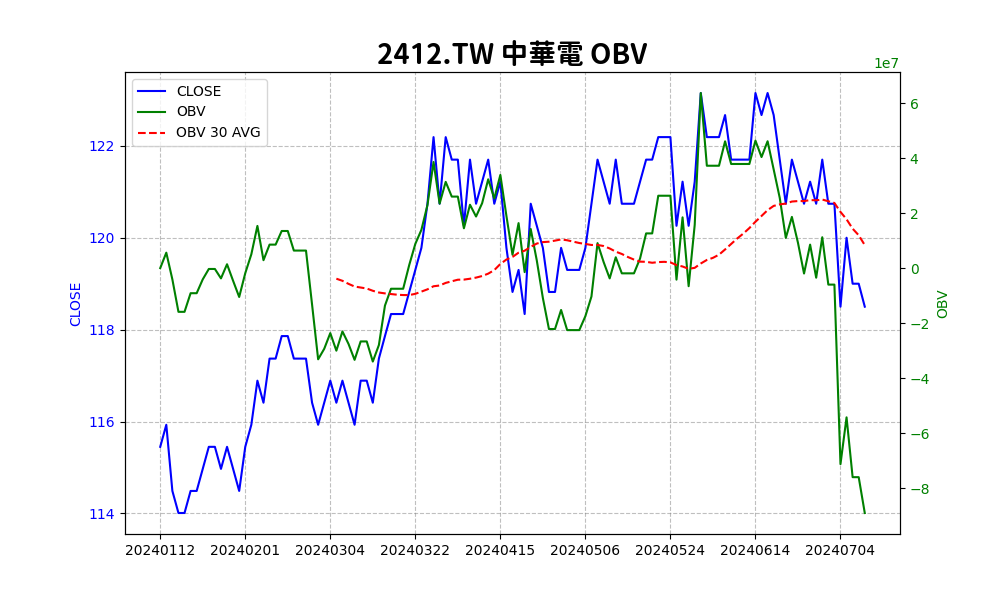 2412.TW 中華電 OBV
1e7
CLOSE
OBV
OBV 30 AVG
122
120
118
116
114
CLOSE
6
4
2
0
−2
−4
−6
−8
OBV
20240112 20240201 20240304 20240322 20240415 20240506 20240524 20240614 20240704